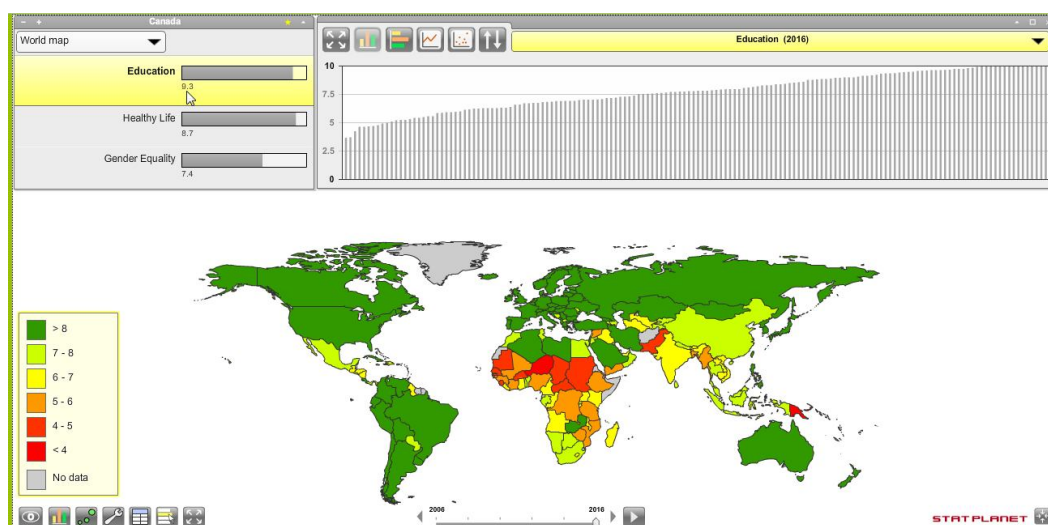 Canada
World map
Education
9.3
Healthy Life
8.7
Gender Equality
7.4
Education (2016)
10
7.5
5
2.5
0
> 8
7 - 8
6 - 7
5 - 6
4 - 5
< 4
No data
2006
2016
STATPLANET